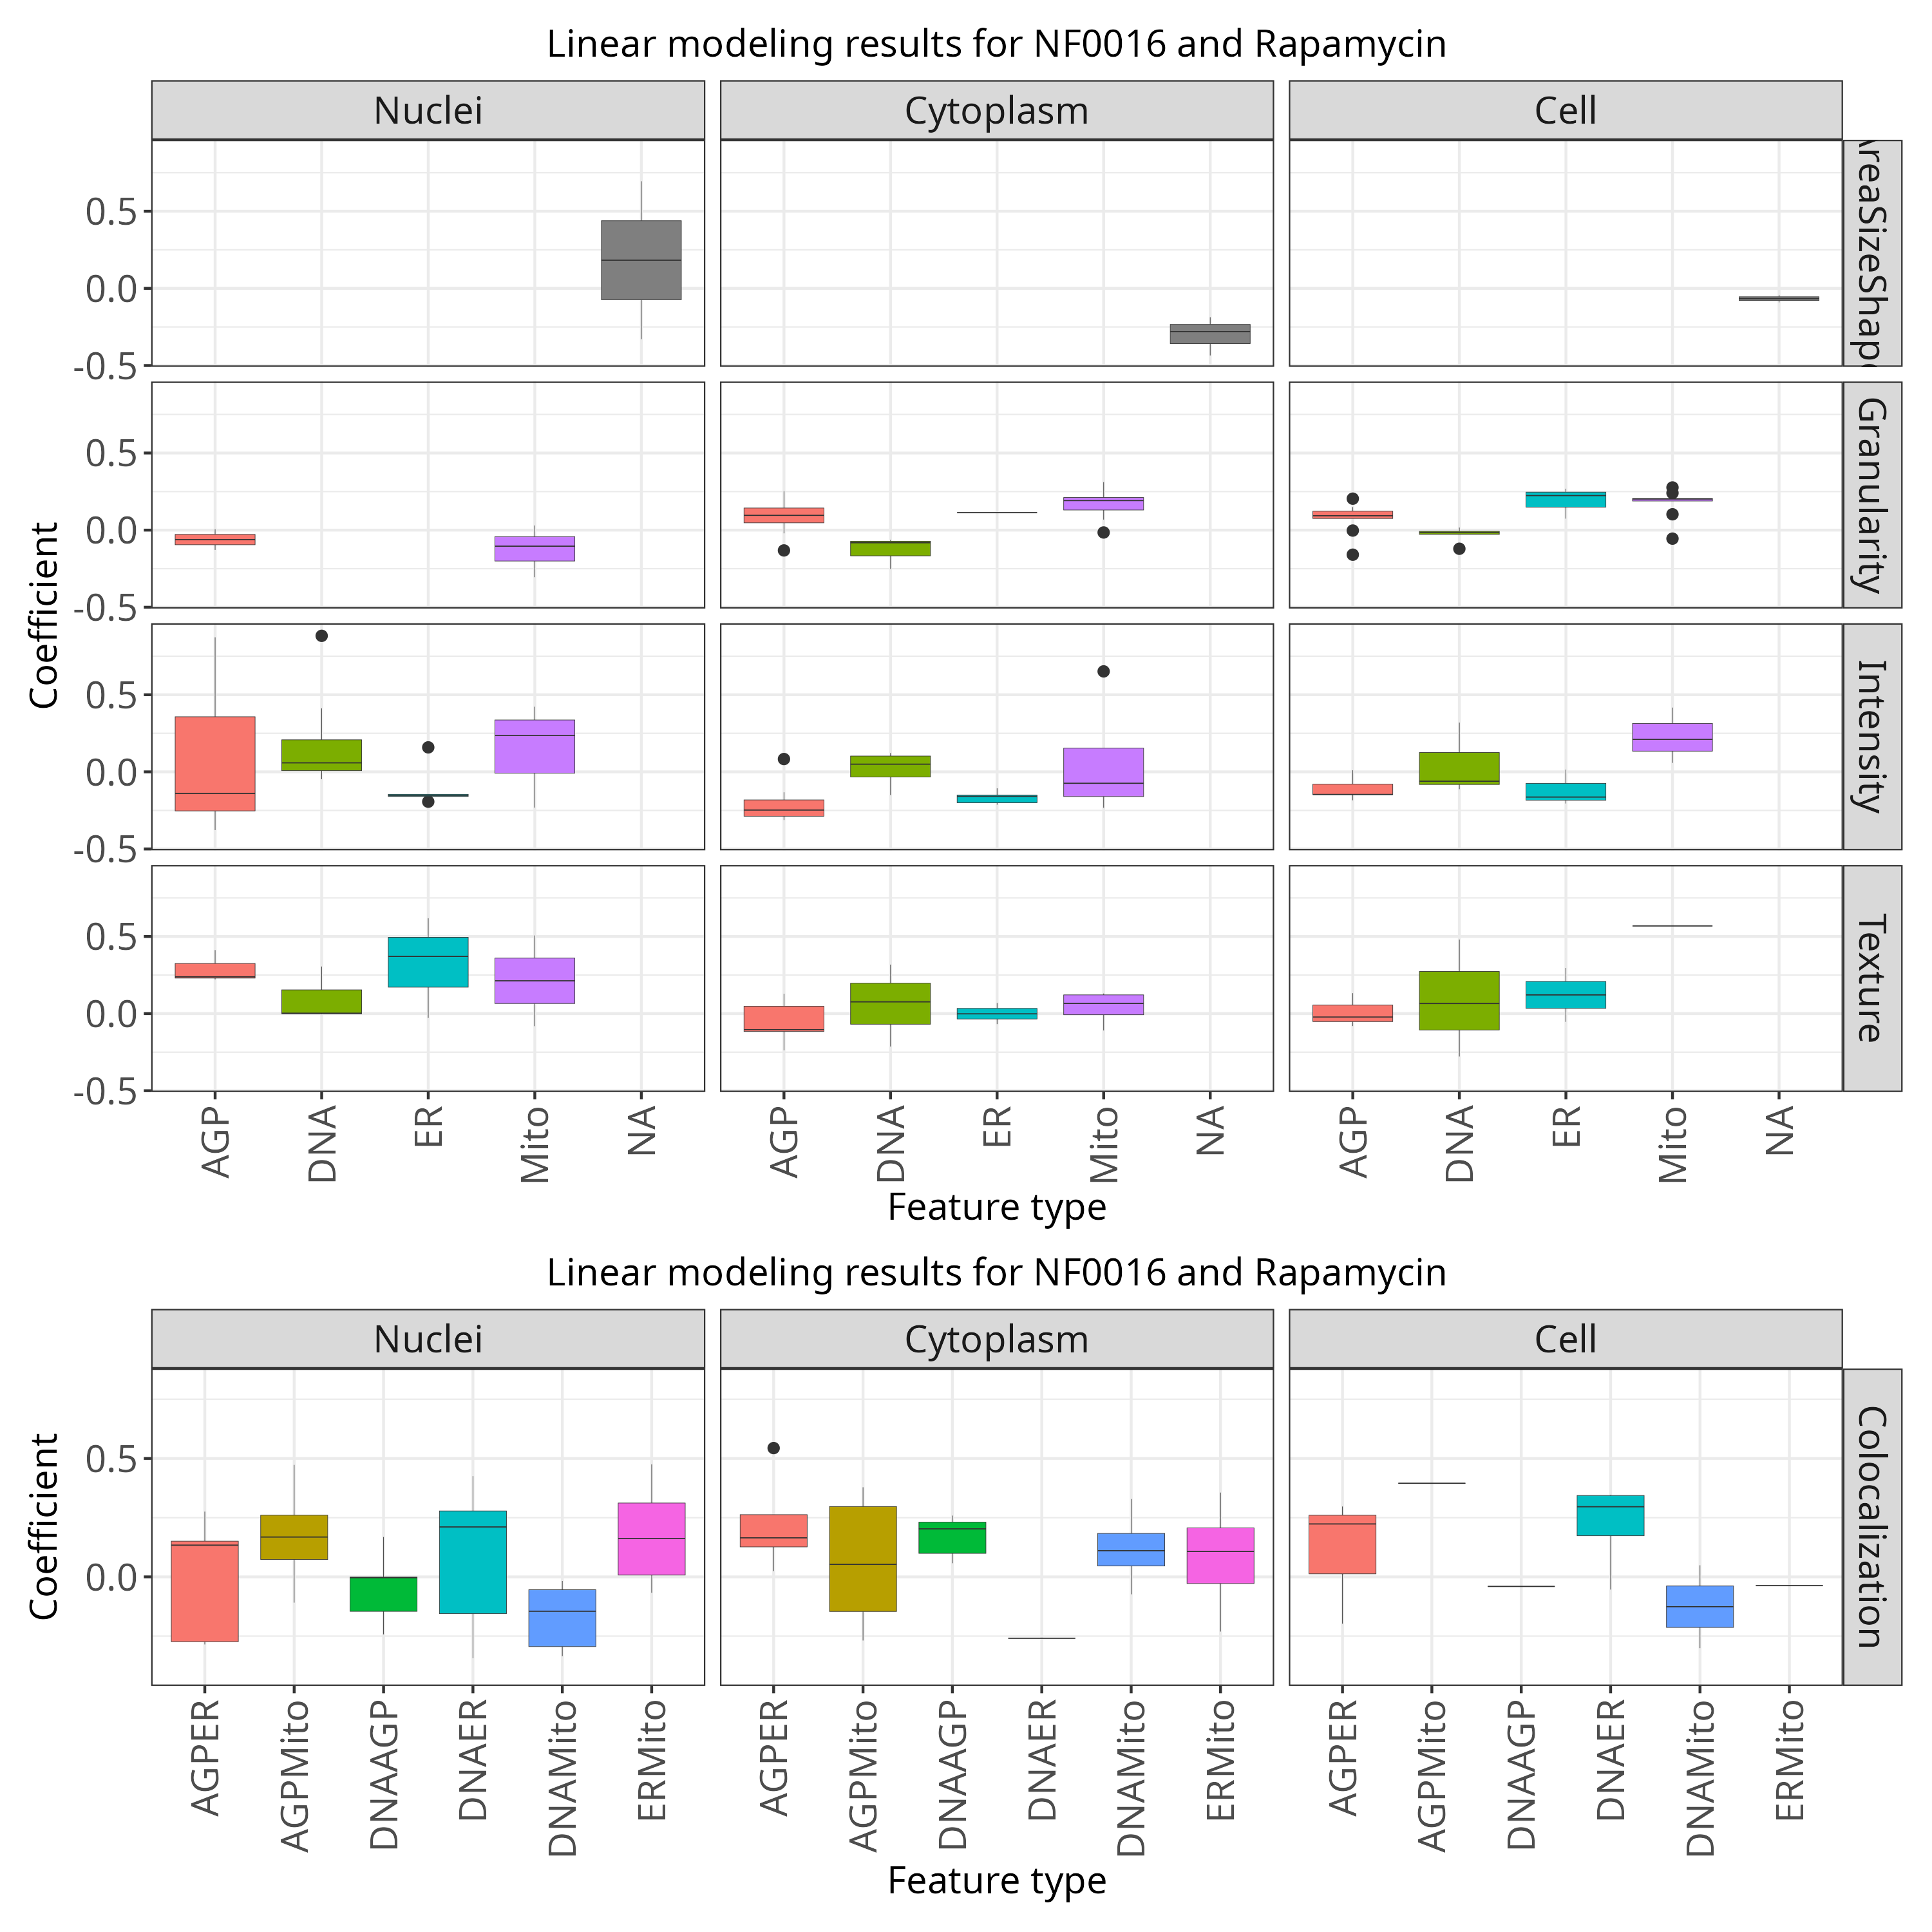 Linear modeling results for NF0016 and Rapamycin
Nuclei Cytoplasm Cell
0.5
0.0
-0.5
reaSizeShap
0.5
0.0
-0.5
Granularity
0.5
0.0
-0.5
Intensity
0.5
0.0
-0.5
Texture
Coefficient
AGP DNA ER Mito NA AGP DNA ER Mito NA AGP DNA ER Mito NA
Feature type
Linear modeling results for NF0016 and Rapamycin
Nuclei Cytoplasm Cell
0.5
0.0
Colocalization
Coefficient
AGPER AGPMito DNAAGP DNAER DNAMito ERMito AGPER AGPMito DNAAGP DNAER DNAMito ERMito AGPER AGPMito DNAAGP DNAER DNAMito ERMito
Feature type